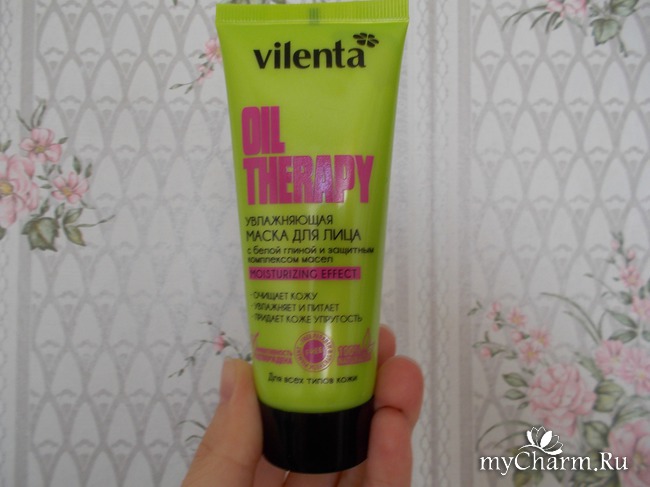 vilenta
OIL
THERAPY
УВЛАЖНЯЮЩАЯ
МАСКА ДЛЯ ЛИЦА
с белой глиной и защитным
комплексом масел
MOISTURIZING EFFECT
- ОЧИЩАЕТ КОЖУ
- УВЛАЖНЯЕТ И ПИТАЕТ
- ПРИДАЕТ КОЖЕ УПРУГОСТЬ
Для всех типов кожи
myCharm.Ru